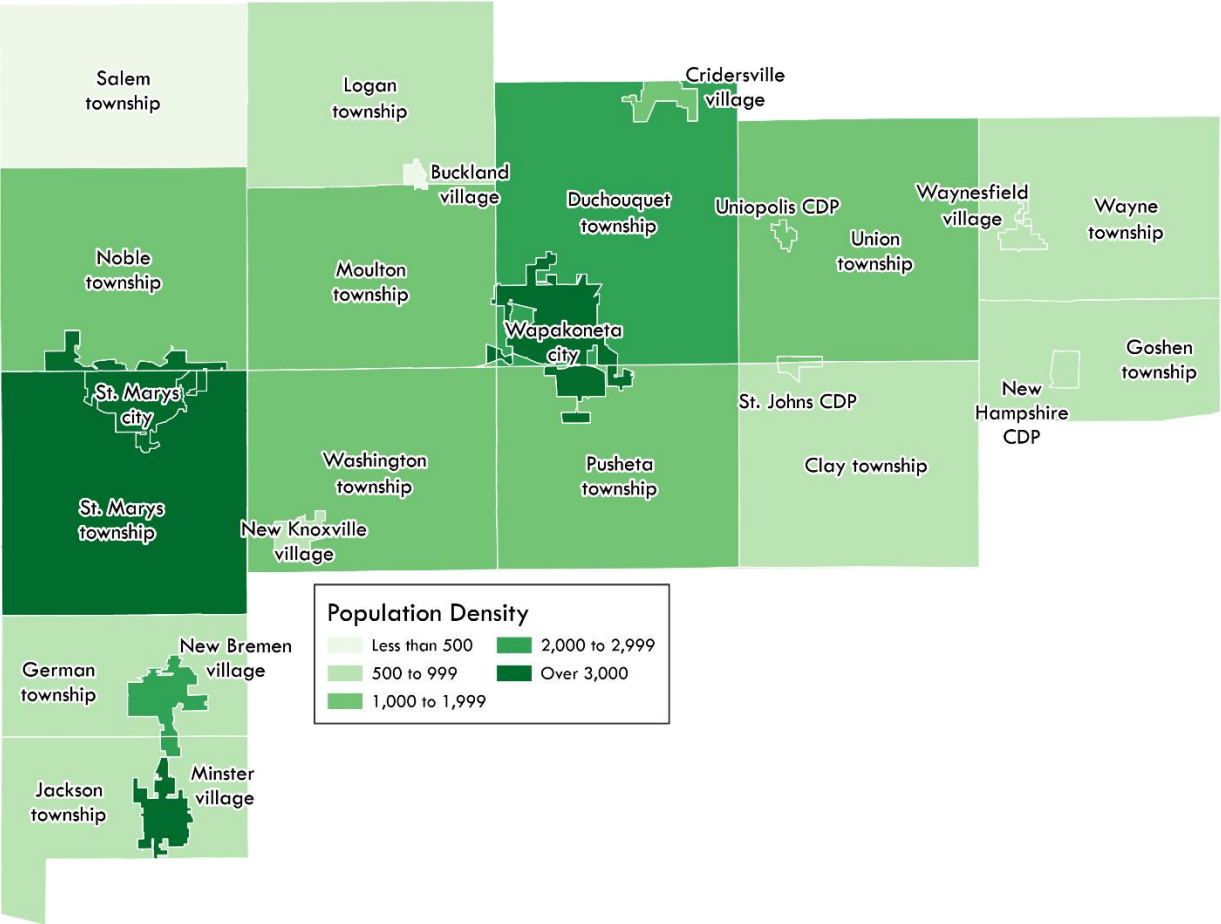 Salem
township
Logan
township
Cridersville
village
Buckland
village
Duchouquet
township
Uniopolis CDP
Waynesfield
village
Wayne
township
Noble
township
Moulton
township
Union
township
Wapakoneta
city
Goshen
township
St. Marys
city
St. Johns CDP
New
Hampshire
CDP
Washington
township
Pusheta
township
Clay township
St. Marys
township
New Knoxville
village
Population Density
Less than 500
500 to 999
1,000 to 1,999
2,000 to 2,999
Over 3,000
New Bremen
village
German
township
Minster
village
Jackson
township